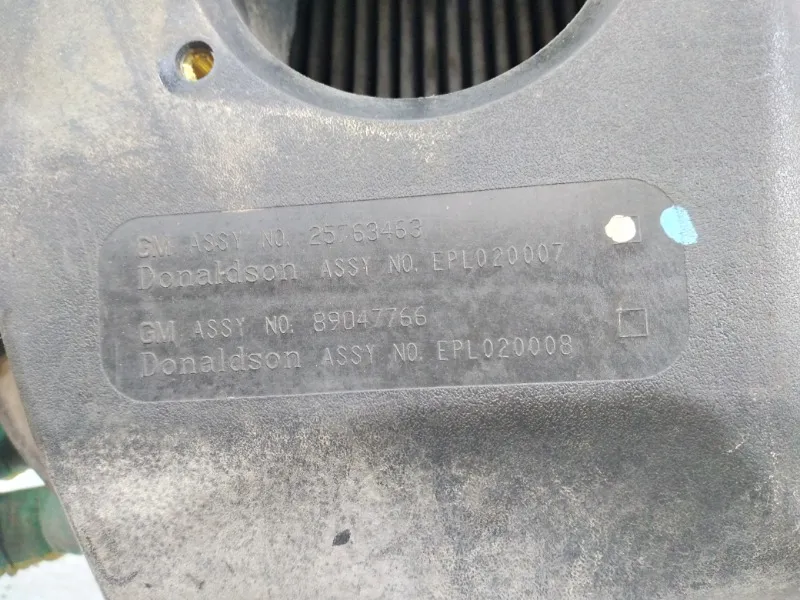 GM ASSY NO. 25763463
Donaldson ASSY NO. EPL020007
GM ASSY NO. 89047766
Donaldson ASSY NO. EPL020008